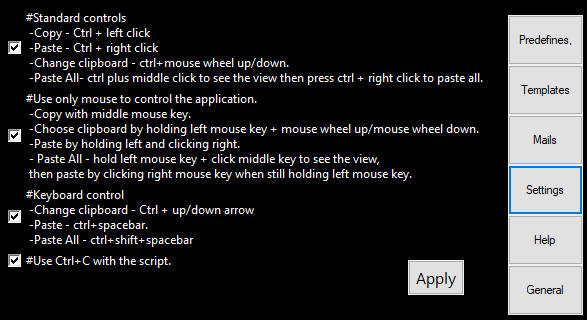 #Standard controls
-Copy - Ctrl + left click
-Paste - Ctrl + right click
-Change clipboard - ctrl+mouse wheel up/down.
-Paste All- ctrl plus middle click to see the view then press ctrl + right click to paste all.
#Use only mouse to control the application.
-Copy with middle mouse key.
-Choose clipboard by holding left mouse key + mouse wheel up/mouse wheel down.
-Paste by holding left and clicking right.
- Paste All - hold left mouse key + click middle key to see the view,
then paste by clicking right mouse key when still holding left mouse key.
#Keyboard control
-Change clipboard - Ctrl + up/down arrow
-Paste - ctrl+spacebar.
-Paste All - ctrl+shift+spacebar
#Use Ctrl+C with the script.
Apply
Predefines,
Templates
Mails
Settings
Help
General